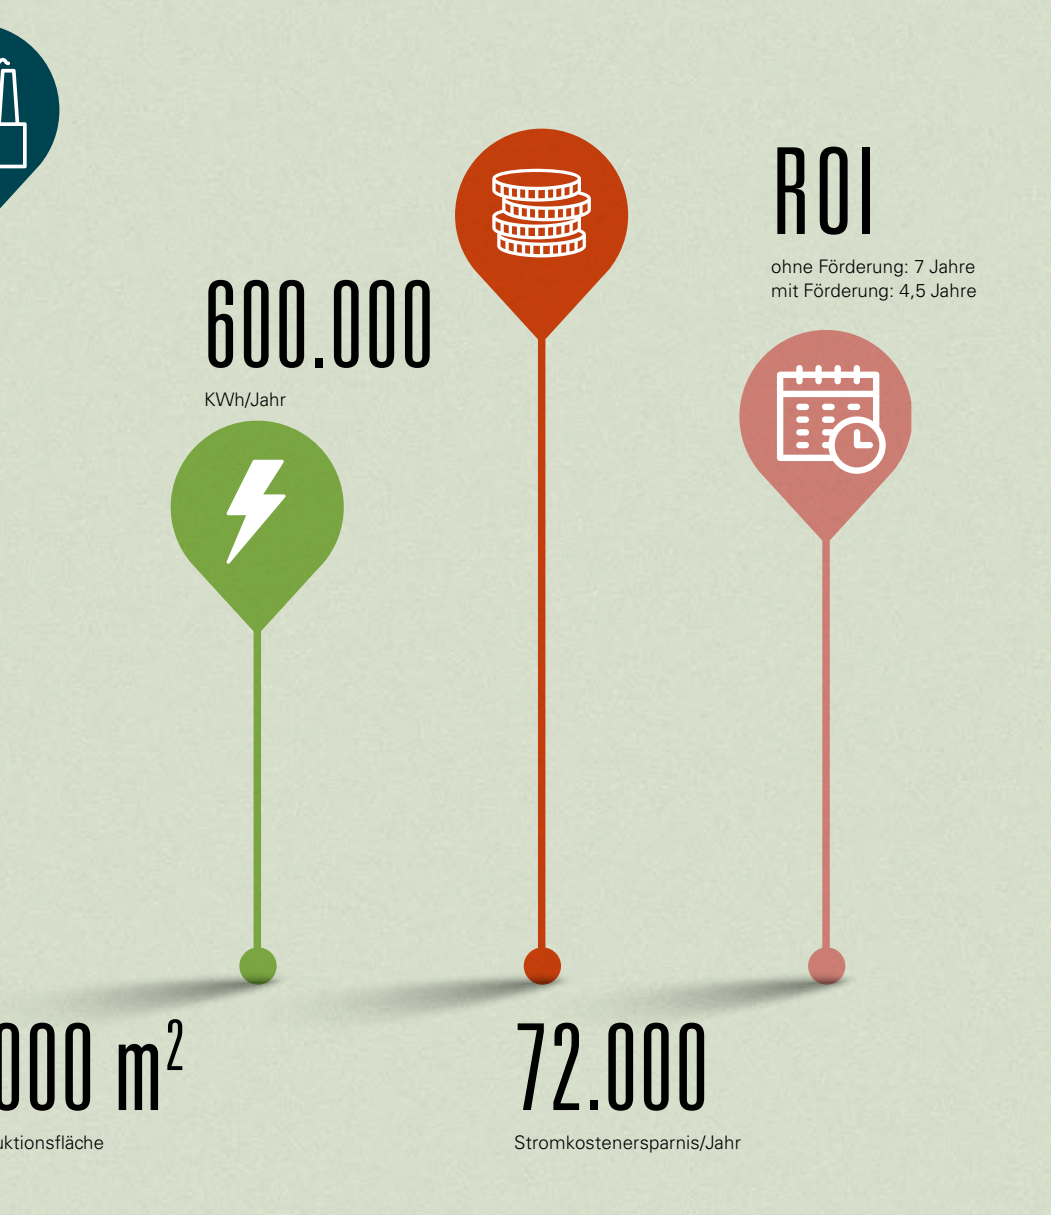 ROI
ohne Förderung: 7 Jahre
mit Förderung: 4,5 Jahre
600.000
KWh/Jahr
000 m²
72.000
Stromkostenersparnis/Jahr